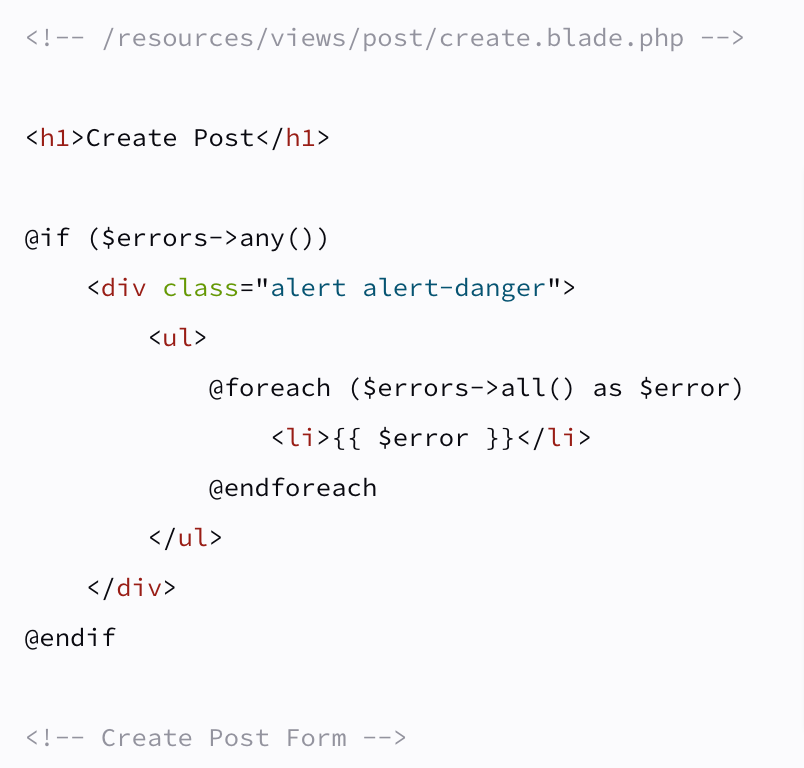 <!-- /resources/views/post/create.blade.php -->
<h1>Create Post</h1>
@if ($errors->any())
    <div class="alert alert-danger">
        <ul>
            @foreach ($errors->all() as $error)
                <li>{{ $error }}</li>
            @endforeach
        </ul>
    </div>
@endif
<!-- Create Post Form -->